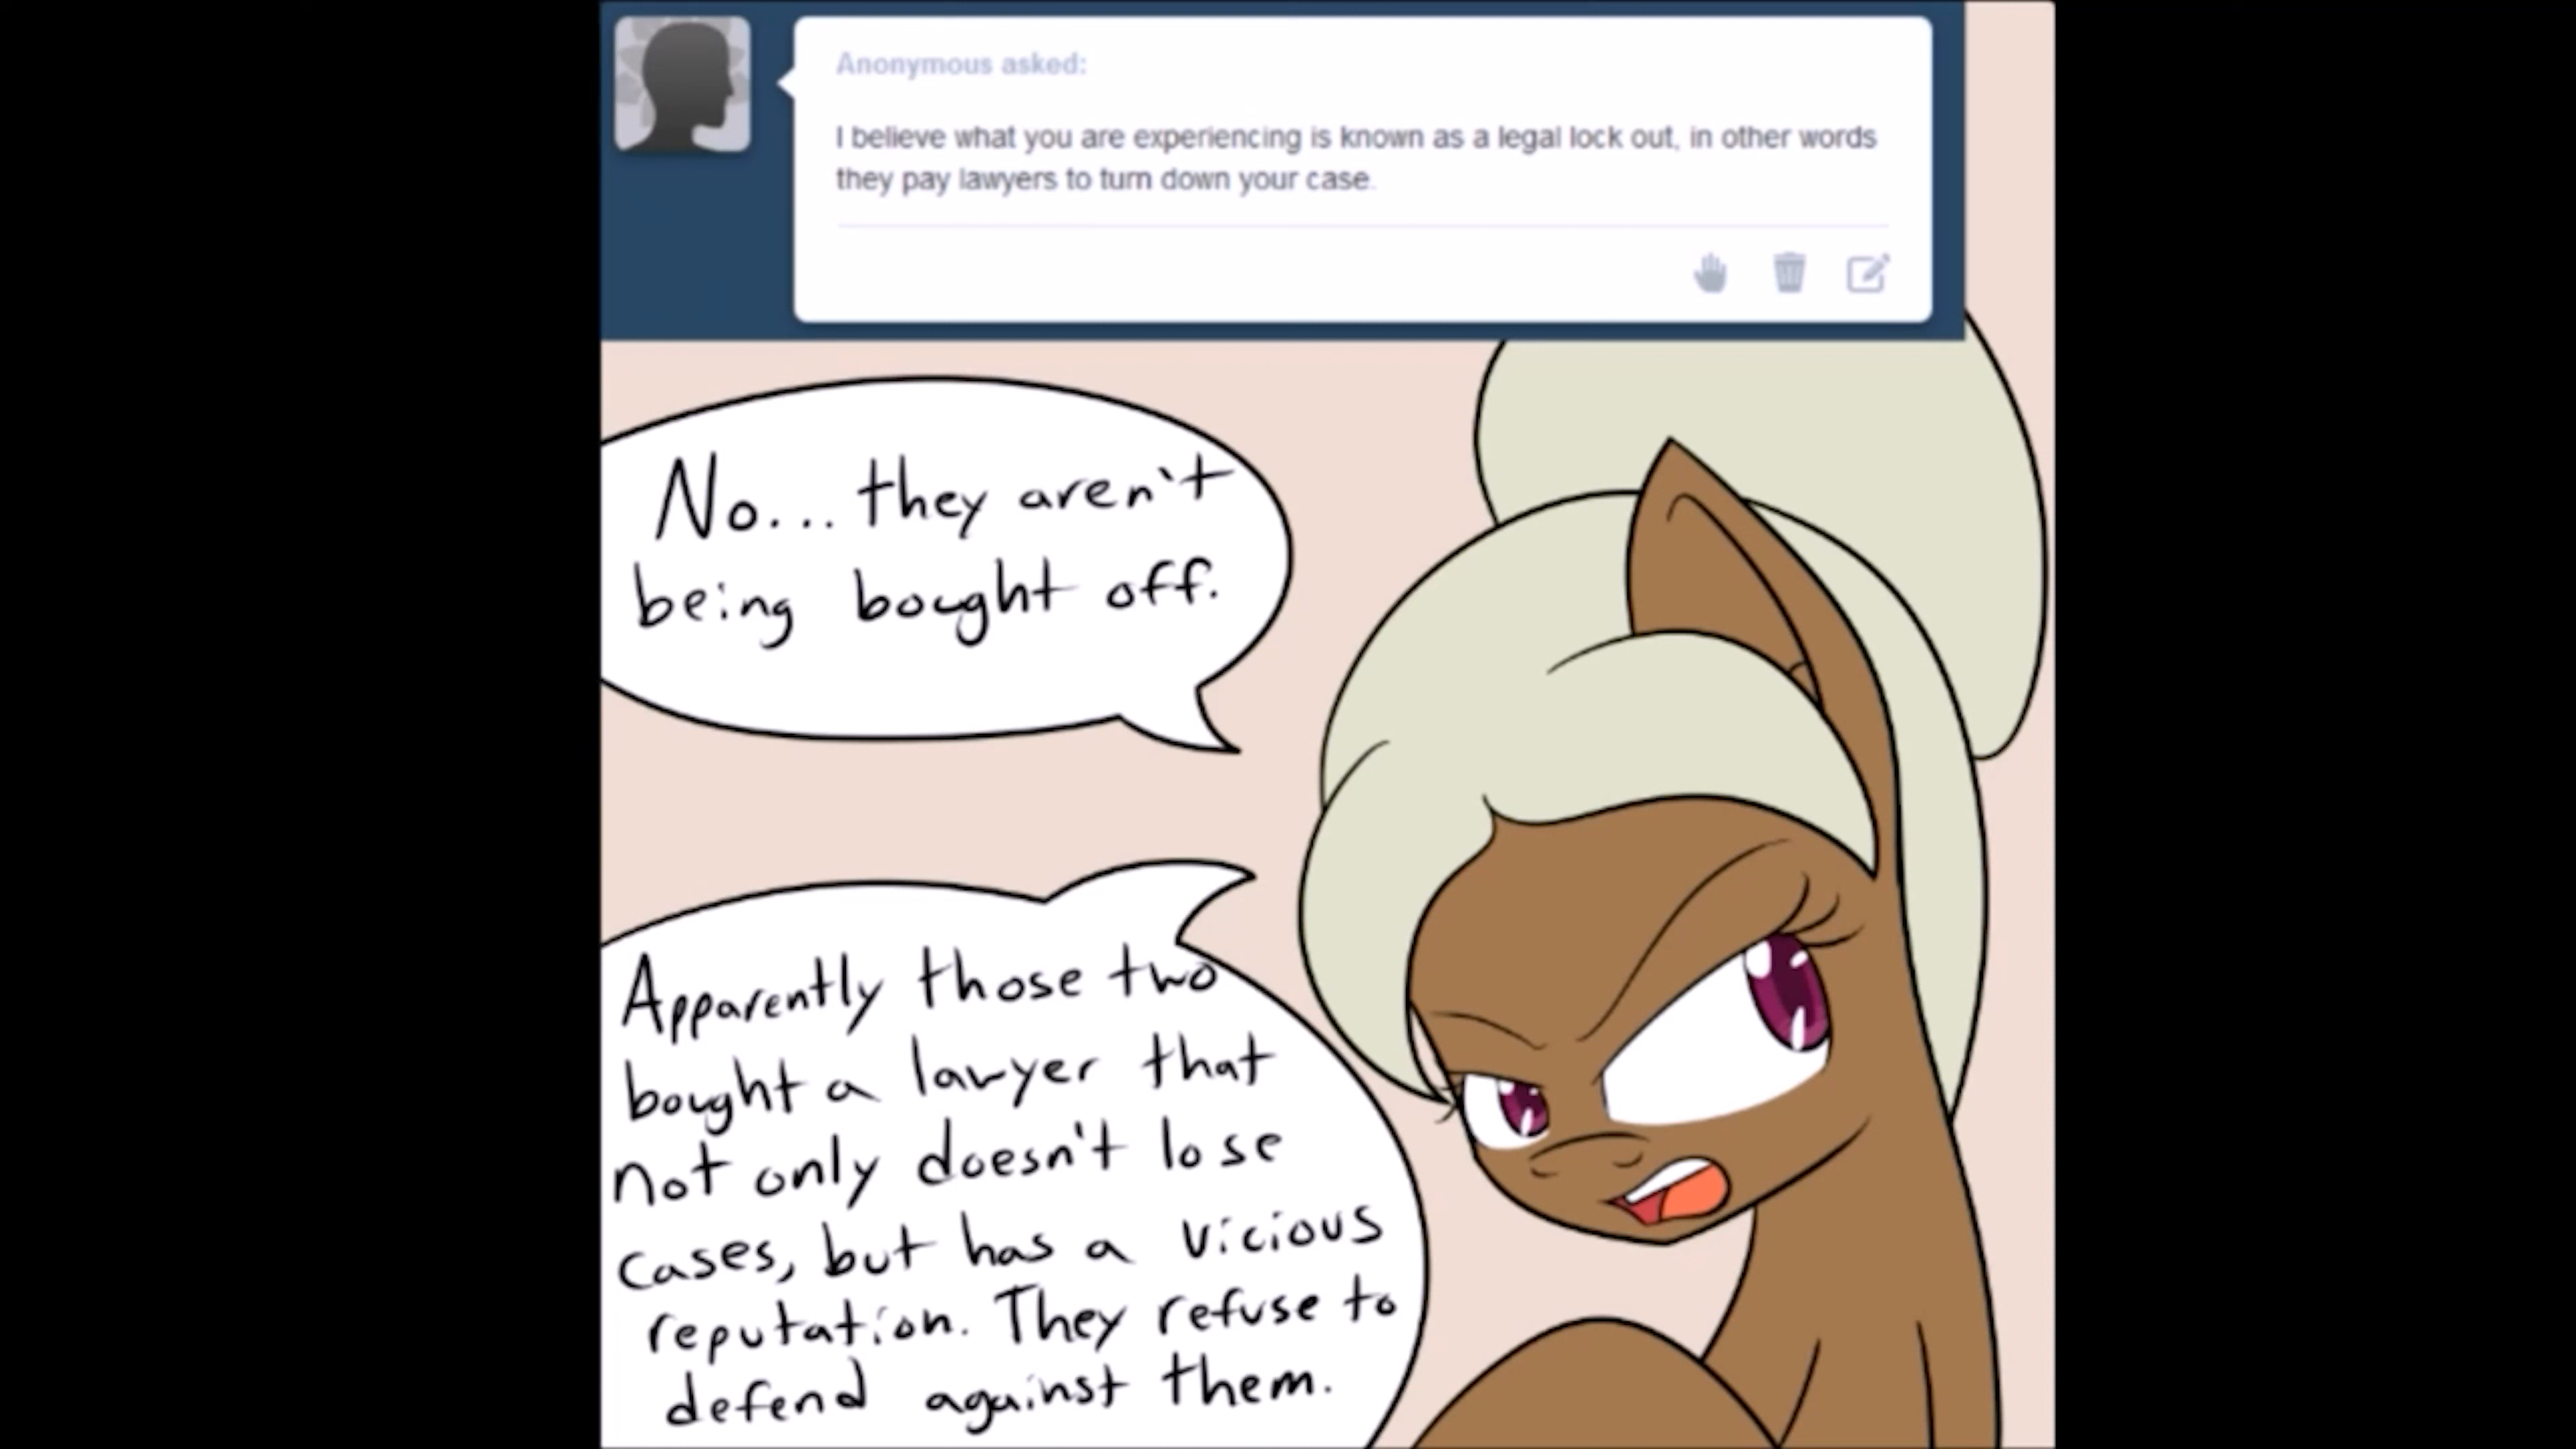 Anonymous asked:
I believe what you are experiencing is known as a legal lock out, in other words
they pay lawyers to turn down your case.
No... they aren't
being bought off.
Apparently those two
bought a lawyer that
not only doesn't lose
cases, but has a vicious
reputation. They refuse to
defend against them.